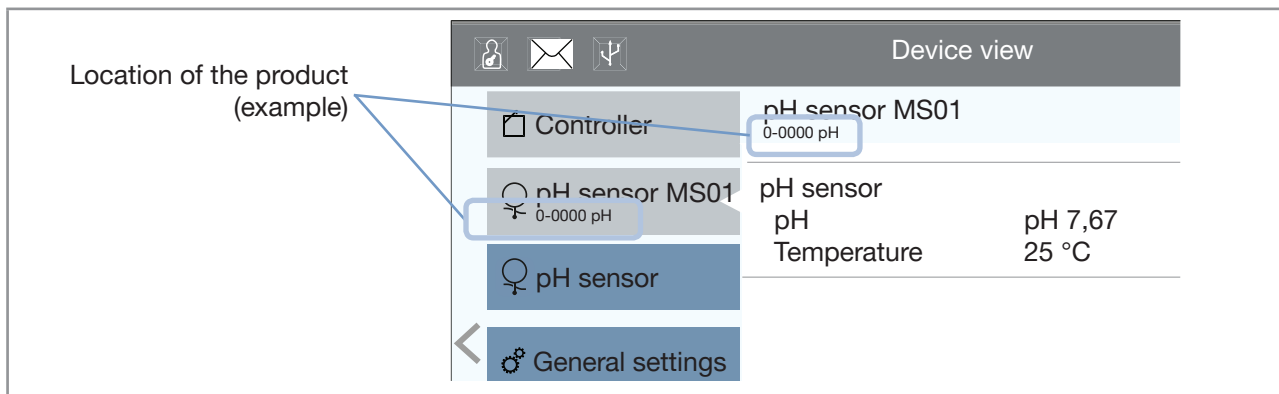 Location of the product
(example)
Device view
Controller
pH sensor MS01
0-0000 pH
pH sensor
General settings
pH sensor MS01
0-0000 pH
pH sensor
pH pH 7,67
Temperature 25 °C